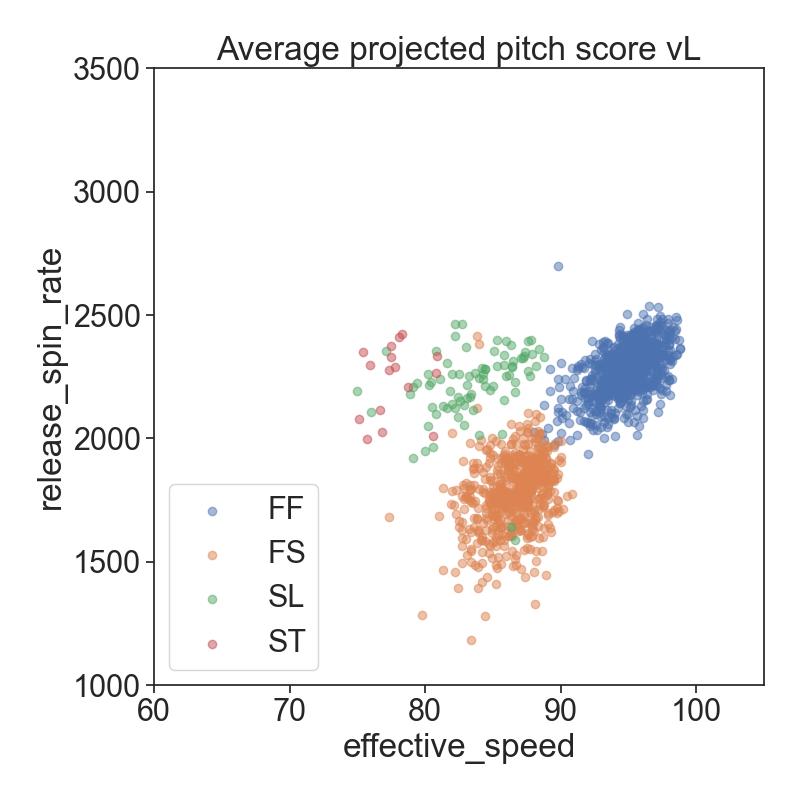 Average projected pitch score vL
3500
3000
2500
2000
1500
1000
release_spin_rate
FF
FS
SL
ST
60 70 80 90 100
effective_speed